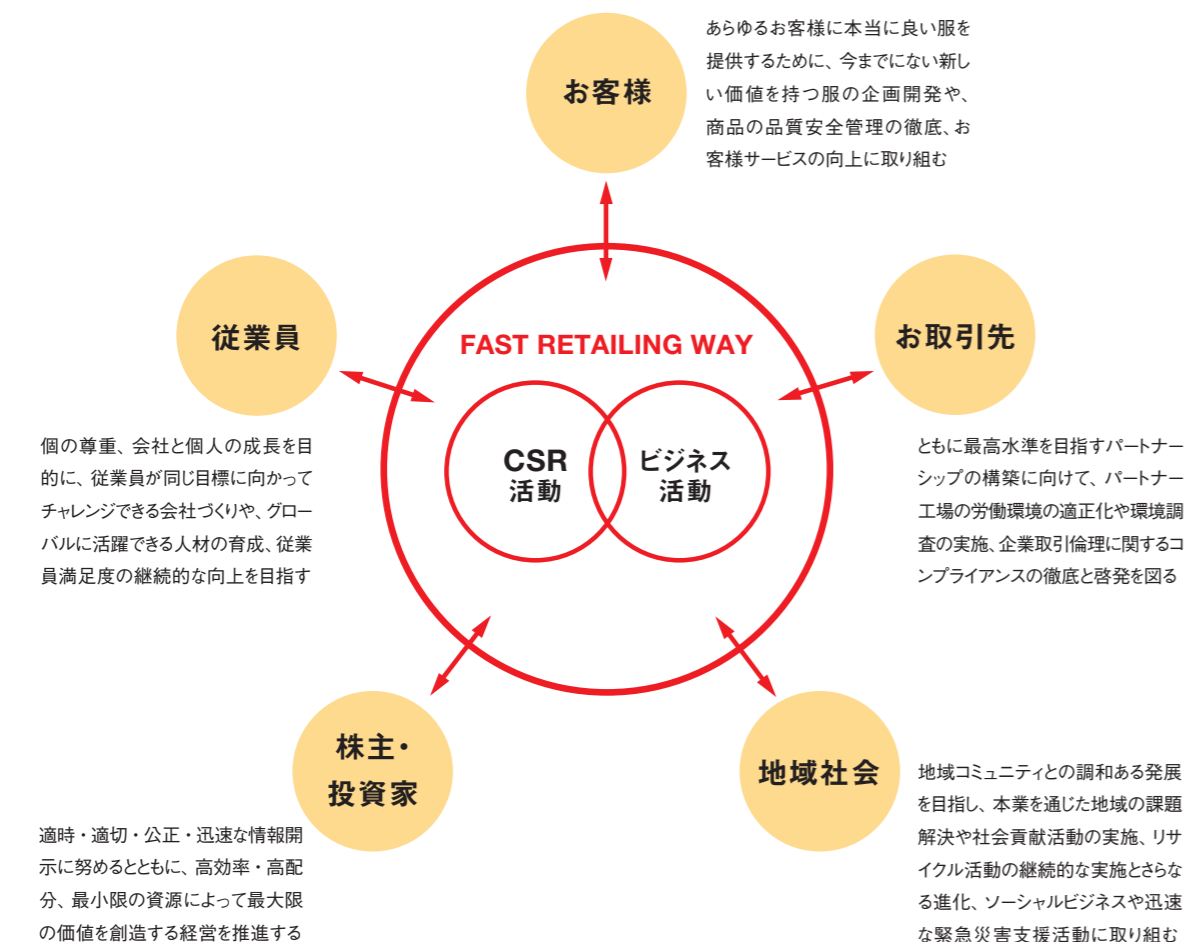 お客様
あらゆるお客様に本当に良い服を
提供するために、今までにない新し
い価値を持つ服の企画開発や、
商品の品質安全管理の徹底、お
客様サービスの向上に取り組む
従業員
個の尊重、会社と個人の成長を目
的に、従業員が同じ目標に向かって
チャレンジできる会社づくりや、グロー
バルに活躍できる人材の育成、従業
員満足度の継続的な向上を目指す
FAST RETAILING WAY
CSR
活動
ビジネス
活動
お取引先
ともに最高水準を目指すパートナー
シップの構築に向けて、パートナー
工場の労働環境の適正化や環境調
査の実施、企業取引倫理に関するコ
ンプライアンスの徹底と啓発を図る
株主・
投資家
適時・適切・公正・迅速な情報開
示に努めるとともに、高効率・高配
分、最小限の資源によって最大限
の価値を創造する経営を推進する
地域社会
地域コミュニティとの調和ある発展
を目指し、本業を通じた地域の課題
解決や社会貢献活動の実施、リサ
イクル活動の継続的な実施とさらな
る進化、ソーシャルビジネスや迅速
な緊急災害支援活動に取り組む